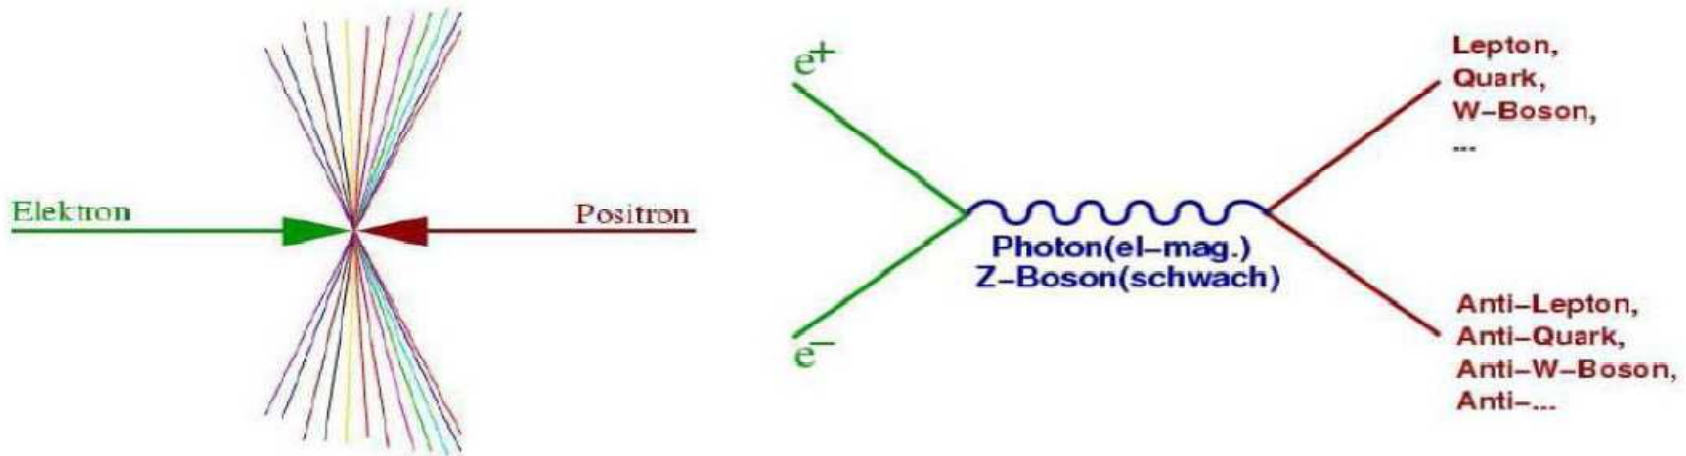 Elektron
Positron
e+
e−
Photon(el−mag.)
Z−Boson(schwach)
Lepton,
Quark,
W−Boson,
...
Anti−Lepton,
Anti−Quark,
Anti−W−Boson,
Anti−...